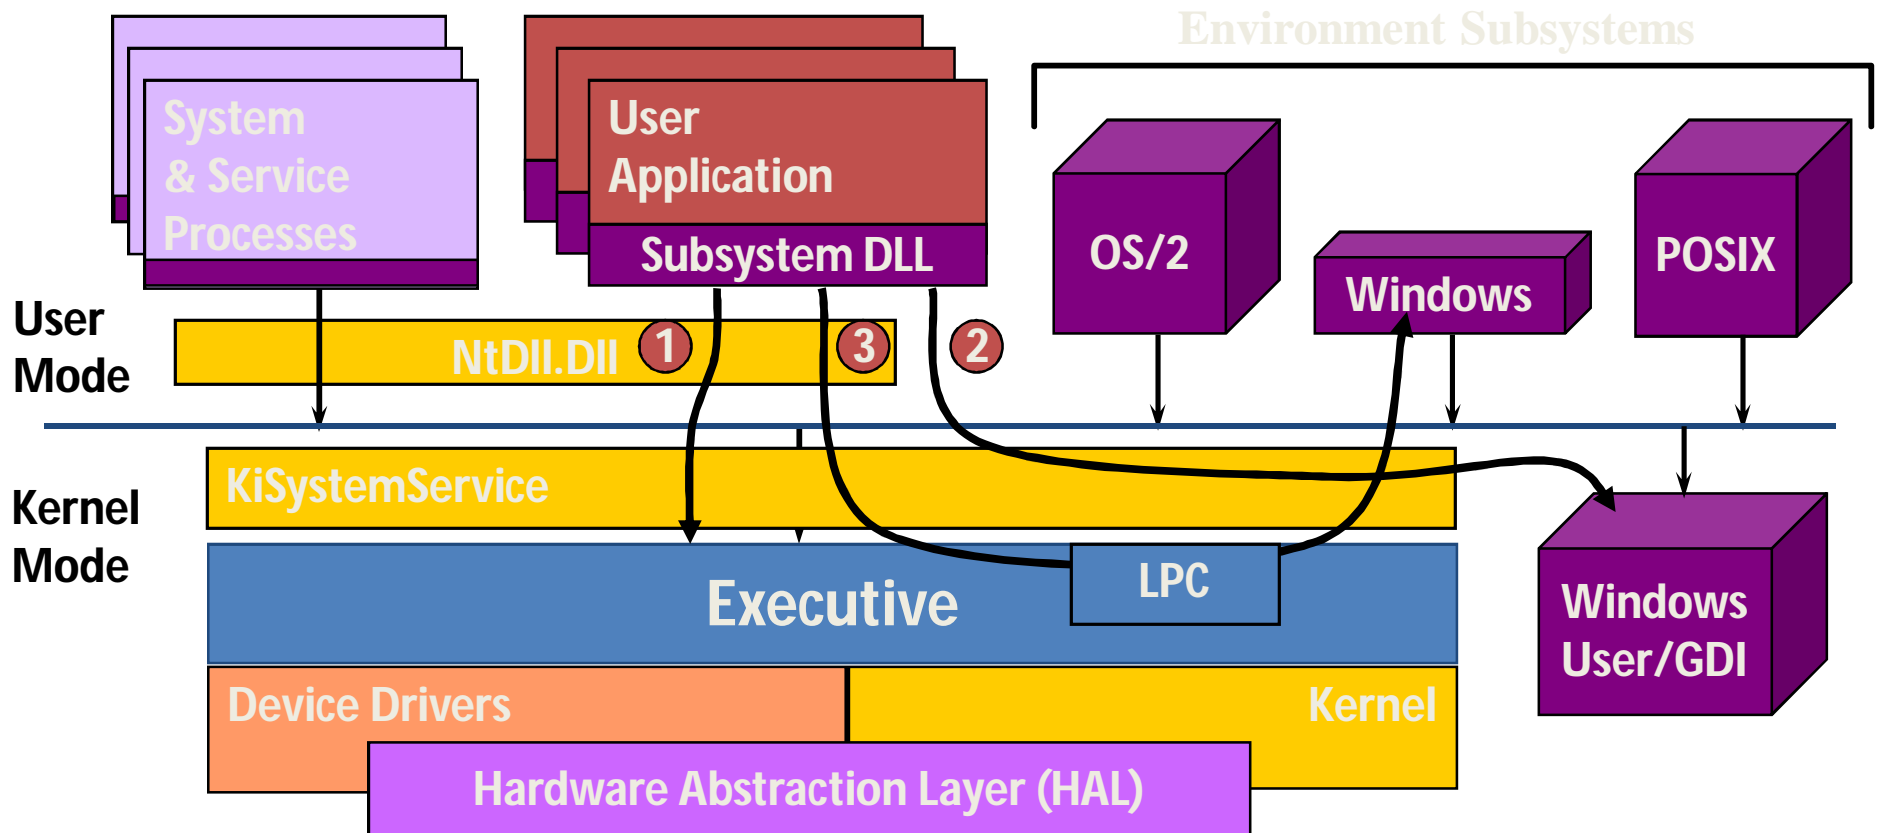 Environment Subsystems
System
& Service
Processes
User
Application
Subsystem DLL
OS/2
Windows
POSIX
User
Mode
NtDll.Dll
1
3
2
KiSystemService
Kernel
Mode
Executive
LPC
Windows
User/GDI
Device Drivers
Kernel
Hardware Abstraction Layer (HAL)